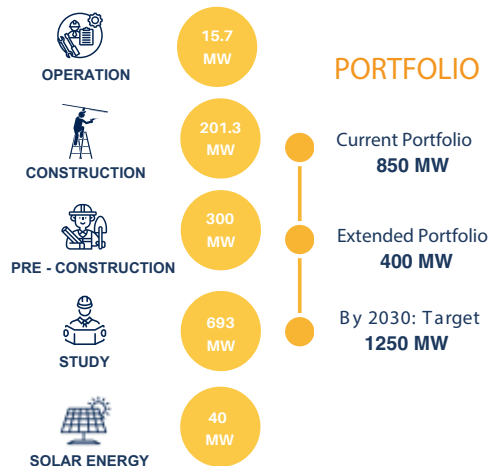 OPERATION
15.7
MW
CONSTRUCTION
201.3
MW
PRE - CONSTRUCTION
300
MW
STUDY
693
MW
SOLAR ENERGY
40
MW
PORTFOLIO
Current Portfolio
850 MW
Extended Portfolio
400 MW
By 2030: Target
1250 MW